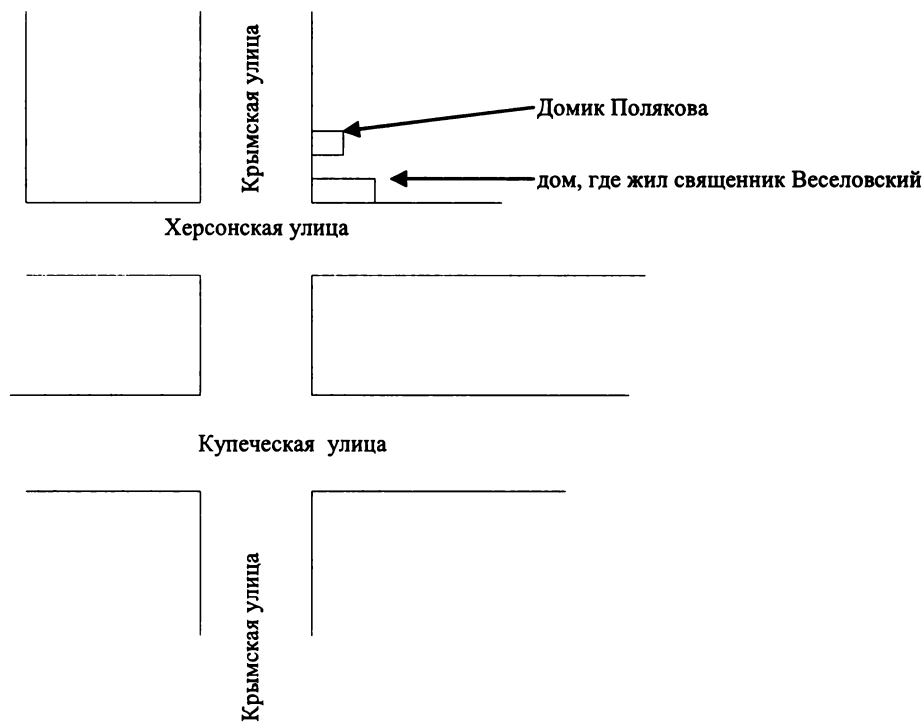 Крымская улица
Домик Полякова
дом, где жил священник Веселовский
Херсонская улица
Купеческая улица
Крымская улица